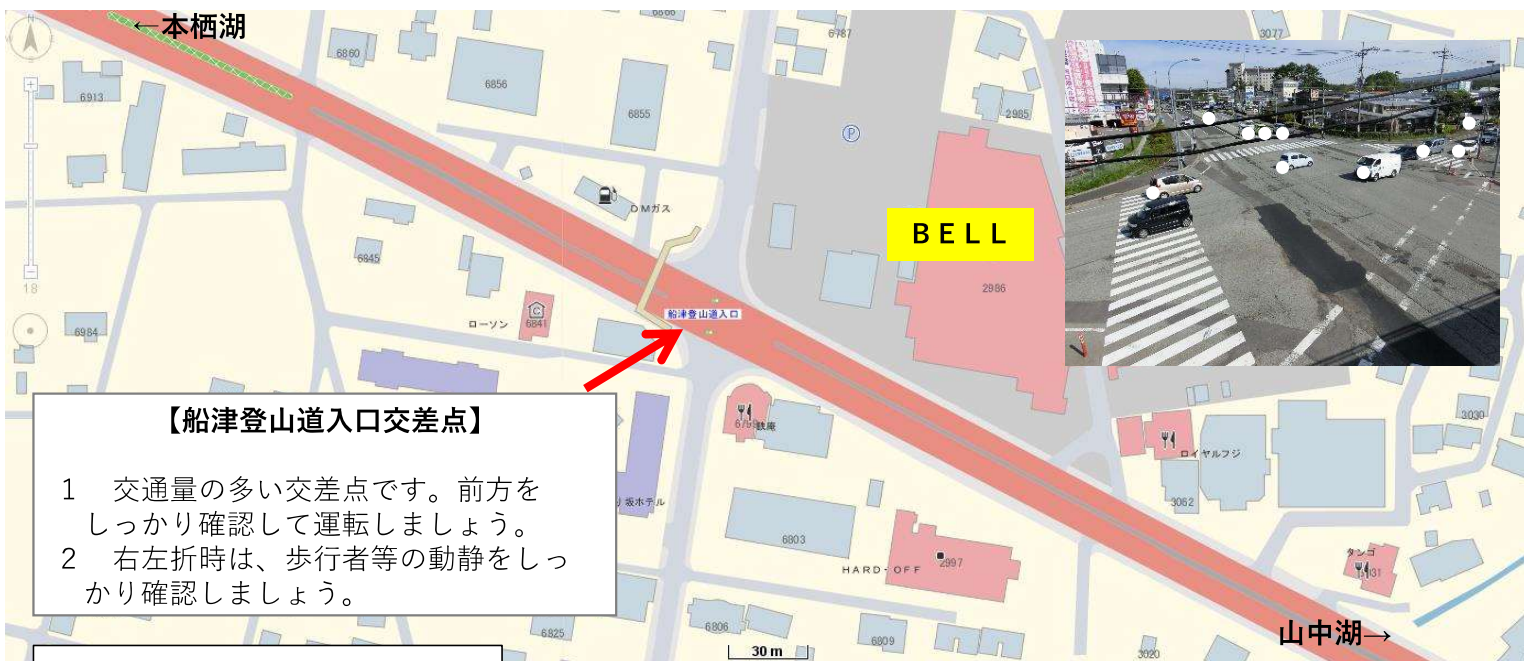 ←本栖湖
N
6866
6787
3077
6860
6856
6913
6855
2985
P
DMガス
BELL
6845
2986
18
船津登山道入口
ローソン
6841
6984
【船津登山道入口交差点】
1 交通量の多い交差点です。前方を
しっかり確認して運転しましょう。
2 右左折時は、歩行者等の動静をしっ
かり確認しましょう。
鉄庵
3030
ロイヤルフジ
3062
り坂ホテル
6803
HARD・OFF
2997
タンゴ
6825
6806
6809
30 m
3020
山中湖→